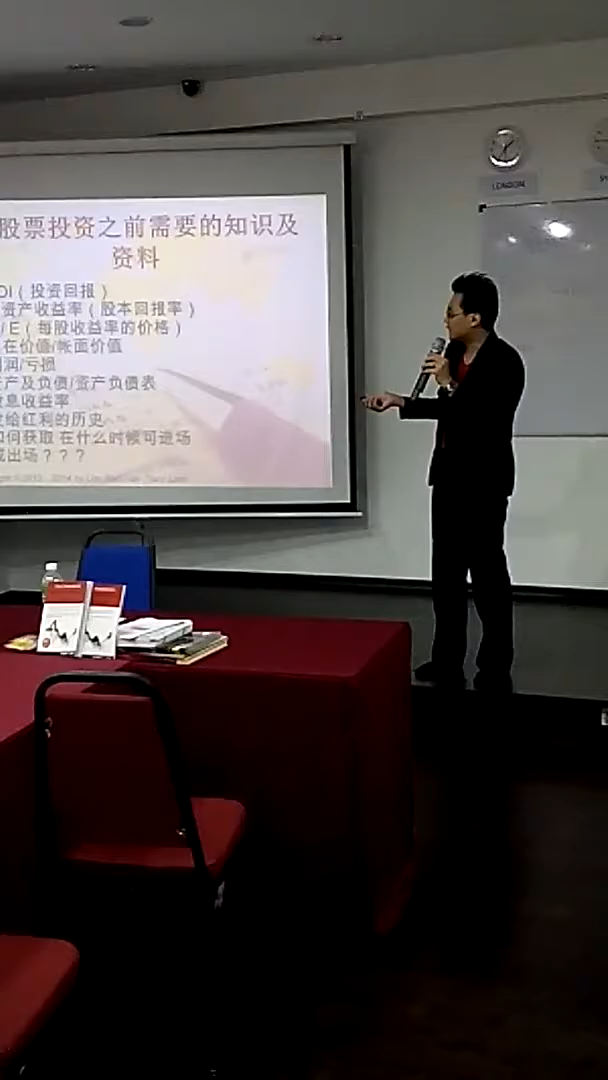 股票投资之前需要的知识及
资料
OI（投资回报）
资产收益率（股本回报率）
/ E（每股收益率的价格）
在价值/帐面价值
润/亏损
产及负债/资产负债表
息收益率
给红利的历史
如何获取 在什么时候可进场
或出场？？？
LONDON